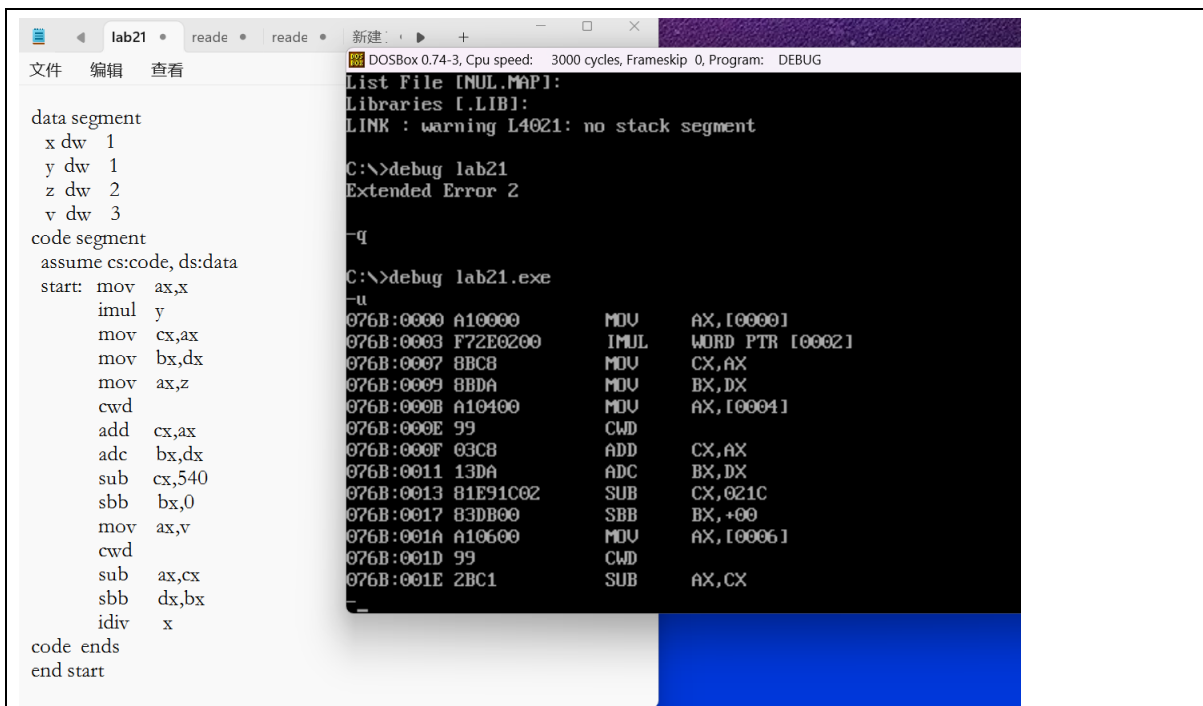 lab21 reade reade 新建 +
文件 编辑 查看
data segment
x dw 1
y dw 1
z dw 2
v dw 3
code segment
assume cs:code, ds:data
start: mov ax,x
imul y
mov cx,ax
mov bx,dx
mov ax,z
cwd
add cx,ax
adc bx,dx
sub cx,540
sbb bx,0
mov ax,v
cwd
sub ax,cx
sbb dx,bx
idiv x
code ends
end start
DOSBox 0.74-3, Cpu speed: 3000 cycles, Frameskip 0, Program: DEBUG
List File [NUL.MAP]:
Libraries [.LIB]:
LINK : warning L4021: no stack segment
C:\>debug lab21
Extended Error 2
-q
C:\>debug lab21.exe
-u
076B:0000 A10000 MOV AX,[0000]
076B:0003 F72E0200 IMUL WORD PTR [0002]
076B:0007 8BC8 MOV CX,AX
076B:0009 8BDA MOV BX,DX
076B:000B A10400 MOV AX,[0004]
076B:000E 99 CWD
076B:000F 03C8 ADD CX,AX
076B:0011 13DA ADC BX,DX
076B:0013 81E91C02 SUB CX,021C
076B:0017 83DB00 SBB BX,+00
076B:001A A10600 MOV AX,[0006]
076B:001D 99 CWD
076B:001E 2BC1 SUB AX,CX
-_